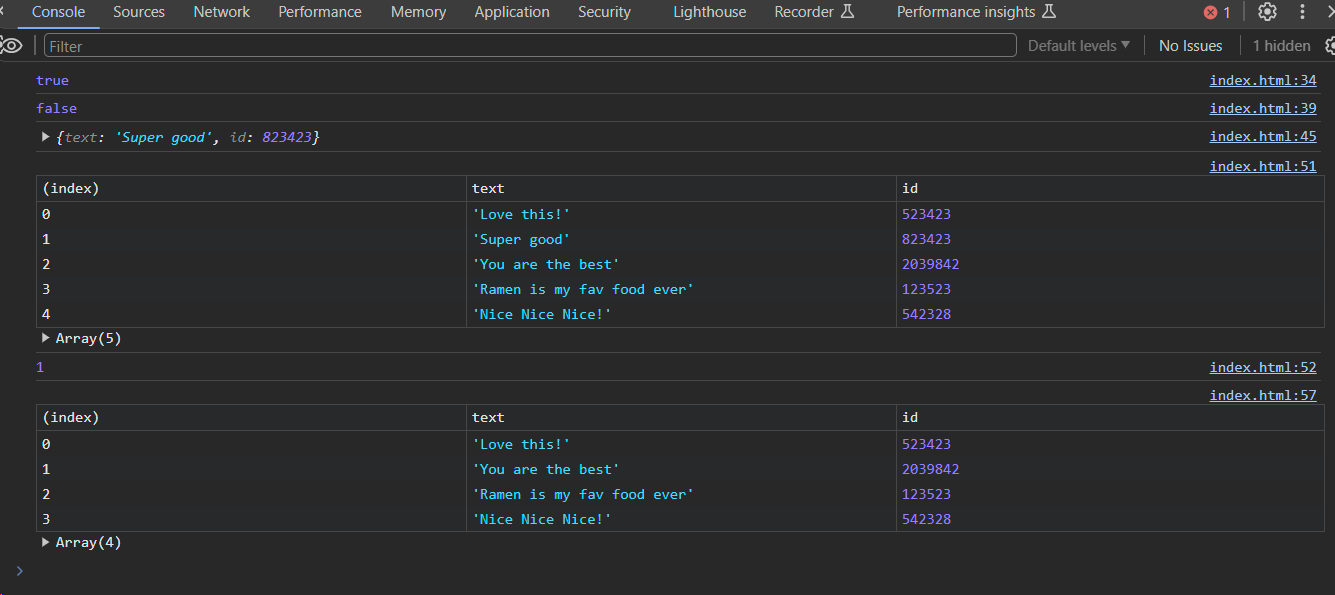 Console Sources Network Performance Memory Application Security Lighthouse Recorder Performance insights 1
Filter Default levels ▼ No Issues 1 hidden
true index.html:34
false index.html:39
▶ {text: 'Super good', id: 823423} index.html:45
index.html:51
(index) text id
0 'Love this!' 523423
1 'Super good' 823423
2 'You are the best' 2039842
3 'Ramen is my fav food ever' 123523
4 'Nice Nice Nice!' 542328
▶ Array(5)
1 index.html:52
index.html:57
(index) text id
0 'Love this!' 523423
1 'You are the best' 2039842
2 'Ramen is my fav food ever' 123523
3 'Nice Nice Nice!' 542328
▶ Array(4)
>